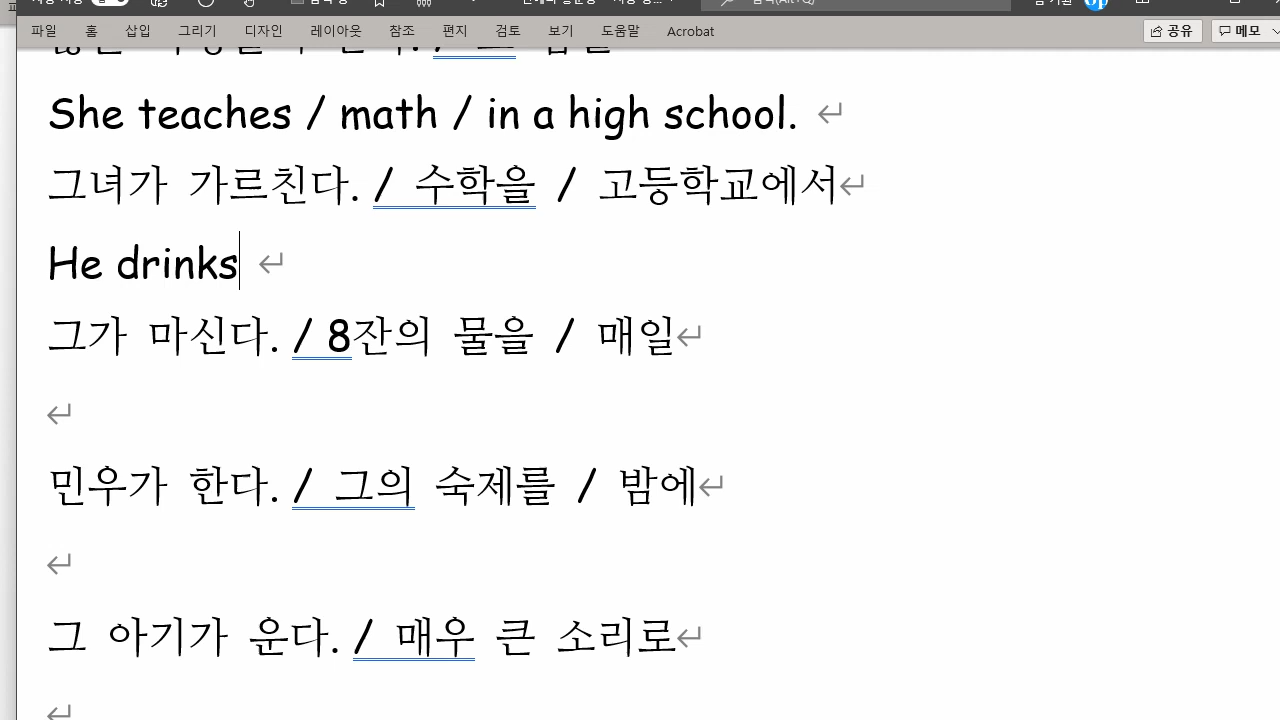 파일 홈 삽입 그리기 디자인 레이아웃 참조 편지 검토 보기 도움말 Acrobat 공유 메모
She teaches / math / in a high school.
그녀가 가르친다. / 수학을 / 고등학교에서
He drinks
그가 마신다. / 8잔의 물을 / 매일
민우가 한다. / 그의 숙제를 / 밤에
그 아기가 운다. / 매우 큰 소리로